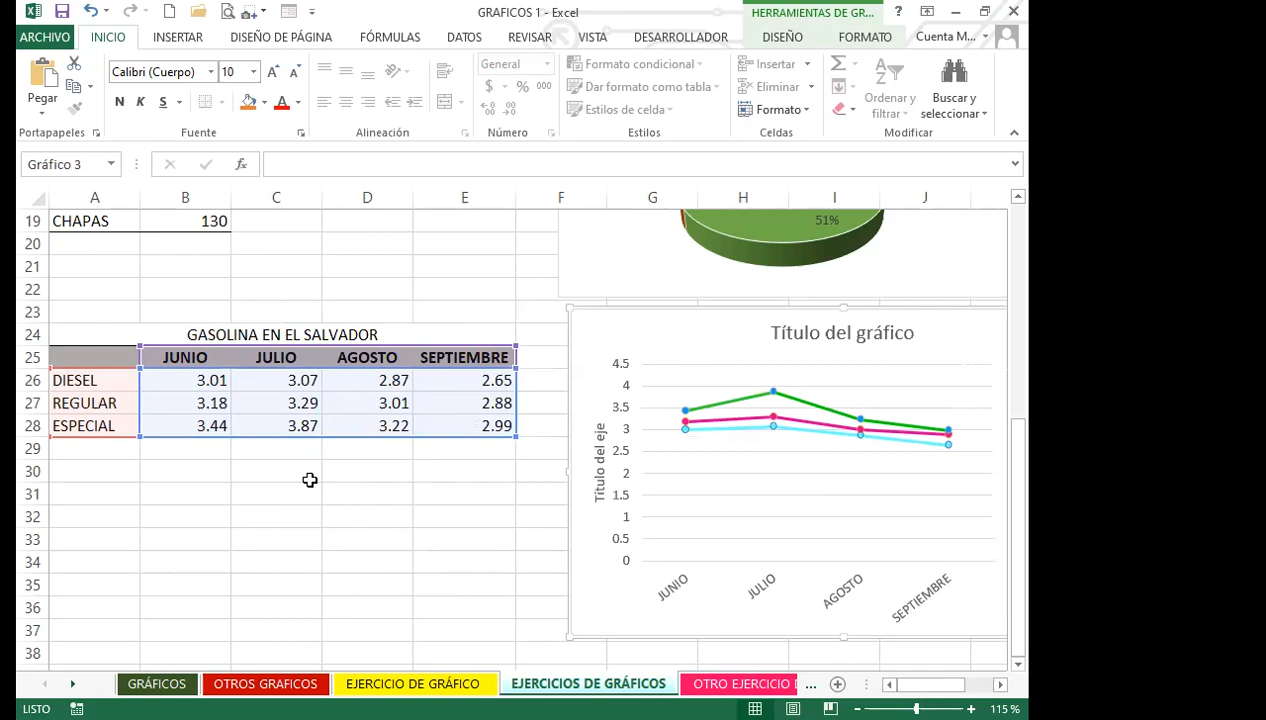 GRAFICOS 1 - Excel
HERRAMIENTAS DE GR...
?
ARCHIVO INICIO INSERTAR DISEÑO DE PÁGINA FÓRMULAS DATOS REVISAR VISTA DESARROLLADOR DISEÑO FORMATO Cuenta M...
Pegar
Calibri (Cuerpo) 10 A A
N K S A
General
$ % 000
Formato condicional
Dar formato como tabla
Estilos de celda
Insertar
Eliminar
Formato
Ordenar y filtrar
Buscar y seleccionar
Portapapeles Fuente Alineación Número Estilos Celdas Modificar
Gráfico 3 fx
A B C D E F G H I J
19 CHAPAS 130
20
21
22
23
24 GASOLINA EN EL SALVADOR
25 JUNIO JULIO AGOSTO SEPTIEMBRE
26 DIESEL 3.01 3.07 2.87 2.65
27 REGULAR 3.18 3.29 3.01 2.88
28 ESPECIAL 3.44 3.87 3.22 2.99
29
30
31
32
33
34
35
36
37
38
51%
Título del gráfico
Título del eje
4.5
4
3.5
3
2.5
2
1.5
1
0.5
0
JUNIO JULIO AGOSTO SEPTIEMBRE
GRÁFICOS OTROS GRAFICOS EJERCICIO DE GRÁFICO EJERCICIOS DE GRÁFICOS OTRO EJERCICIO ...
LISTO 115 %